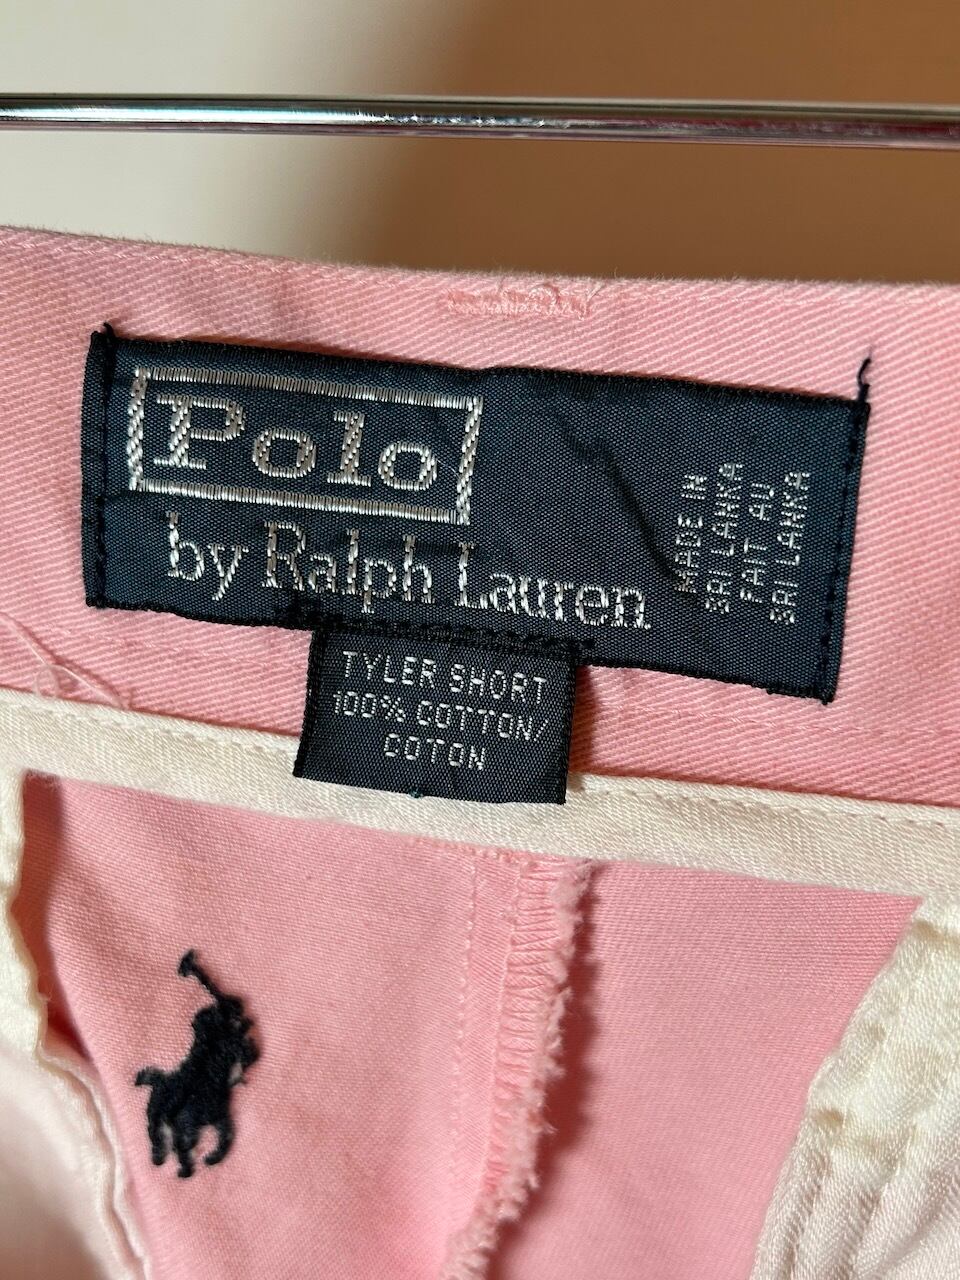 Polo
by Ralph Lauren
MADE IN
SRI LANKA
FAIT AU
SRI LANKA
TYLER SHORT
100% COTTON/
COTON